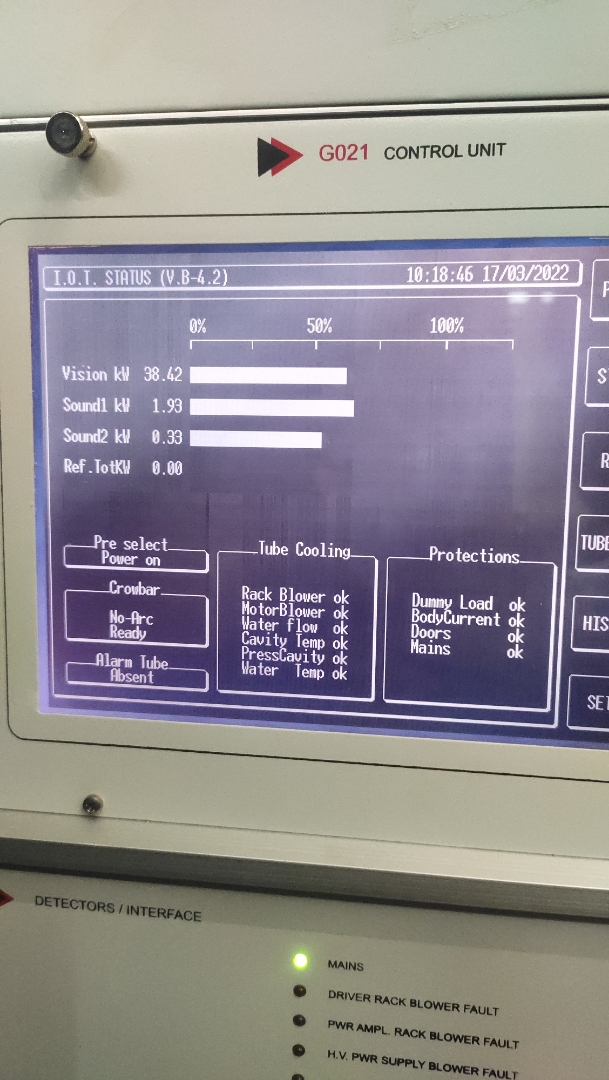 G021 CONTROL UNIT
I.O.T. STATUS (V.B-4.2) 10:18:46 17/03/2022
0% 50% 100%
Vision kW 38.42
Sound1 kW 1.93
Sound2 kW 0.33
Ref.TotKW 0.00
Pre select
Power on
Crowbar
No-Arc
Ready
Alarm Tube
Absent
Tube Cooling
Rack Blower ok
MotorBlower ok
Water flow ok
Cavity Temp ok
PressCavity ok
Water Temp ok
Protections
Dummy Load ok
BodyCurrent ok
Doors ok
Mains ok
P
ST
R
TUBE
HIS
SET
DETECTORS / INTERFACE
MAINS
DRIVER RACK BLOWER FAULT
PWR AMPL. RACK BLOWER FAULT
H.V. PWR SUPPLY BLOWER FAULT